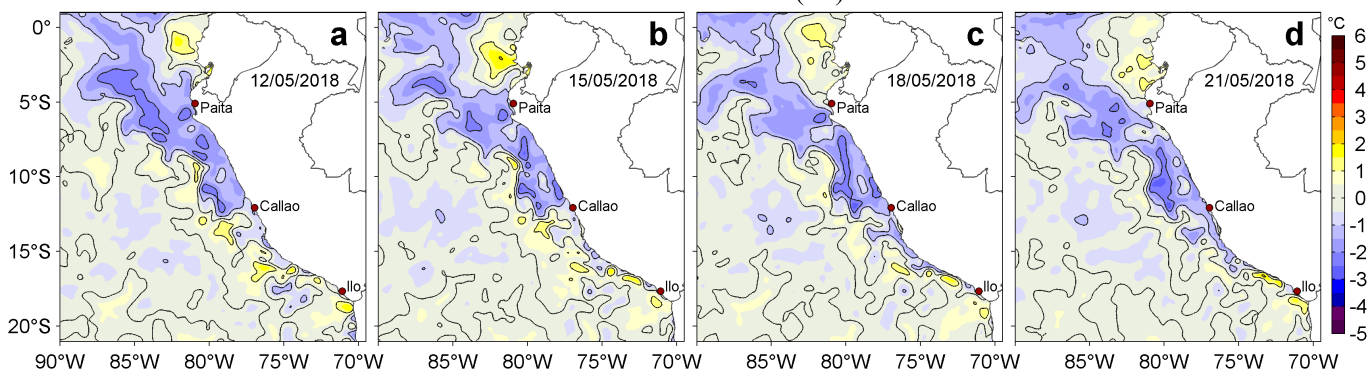 a
b
c
d
°C
0°
5°S
10°S
15°S
20°S
12/05/2018
15/05/2018
18/05/2018
21/05/2018
Paita
Paita
Paita
Paita
Callao
Callao
Callao
Callao
Ilo
Ilo
Ilo
Ilo
90°W 85°W 80°W 75°W 70°W
85°W 80°W 75°W 70°W
85°W 80°W 75°W 70°W
85°W 80°W 75°W 70°W
6
5
4
3
2
1
0
-1
-2
-3
-4
-5